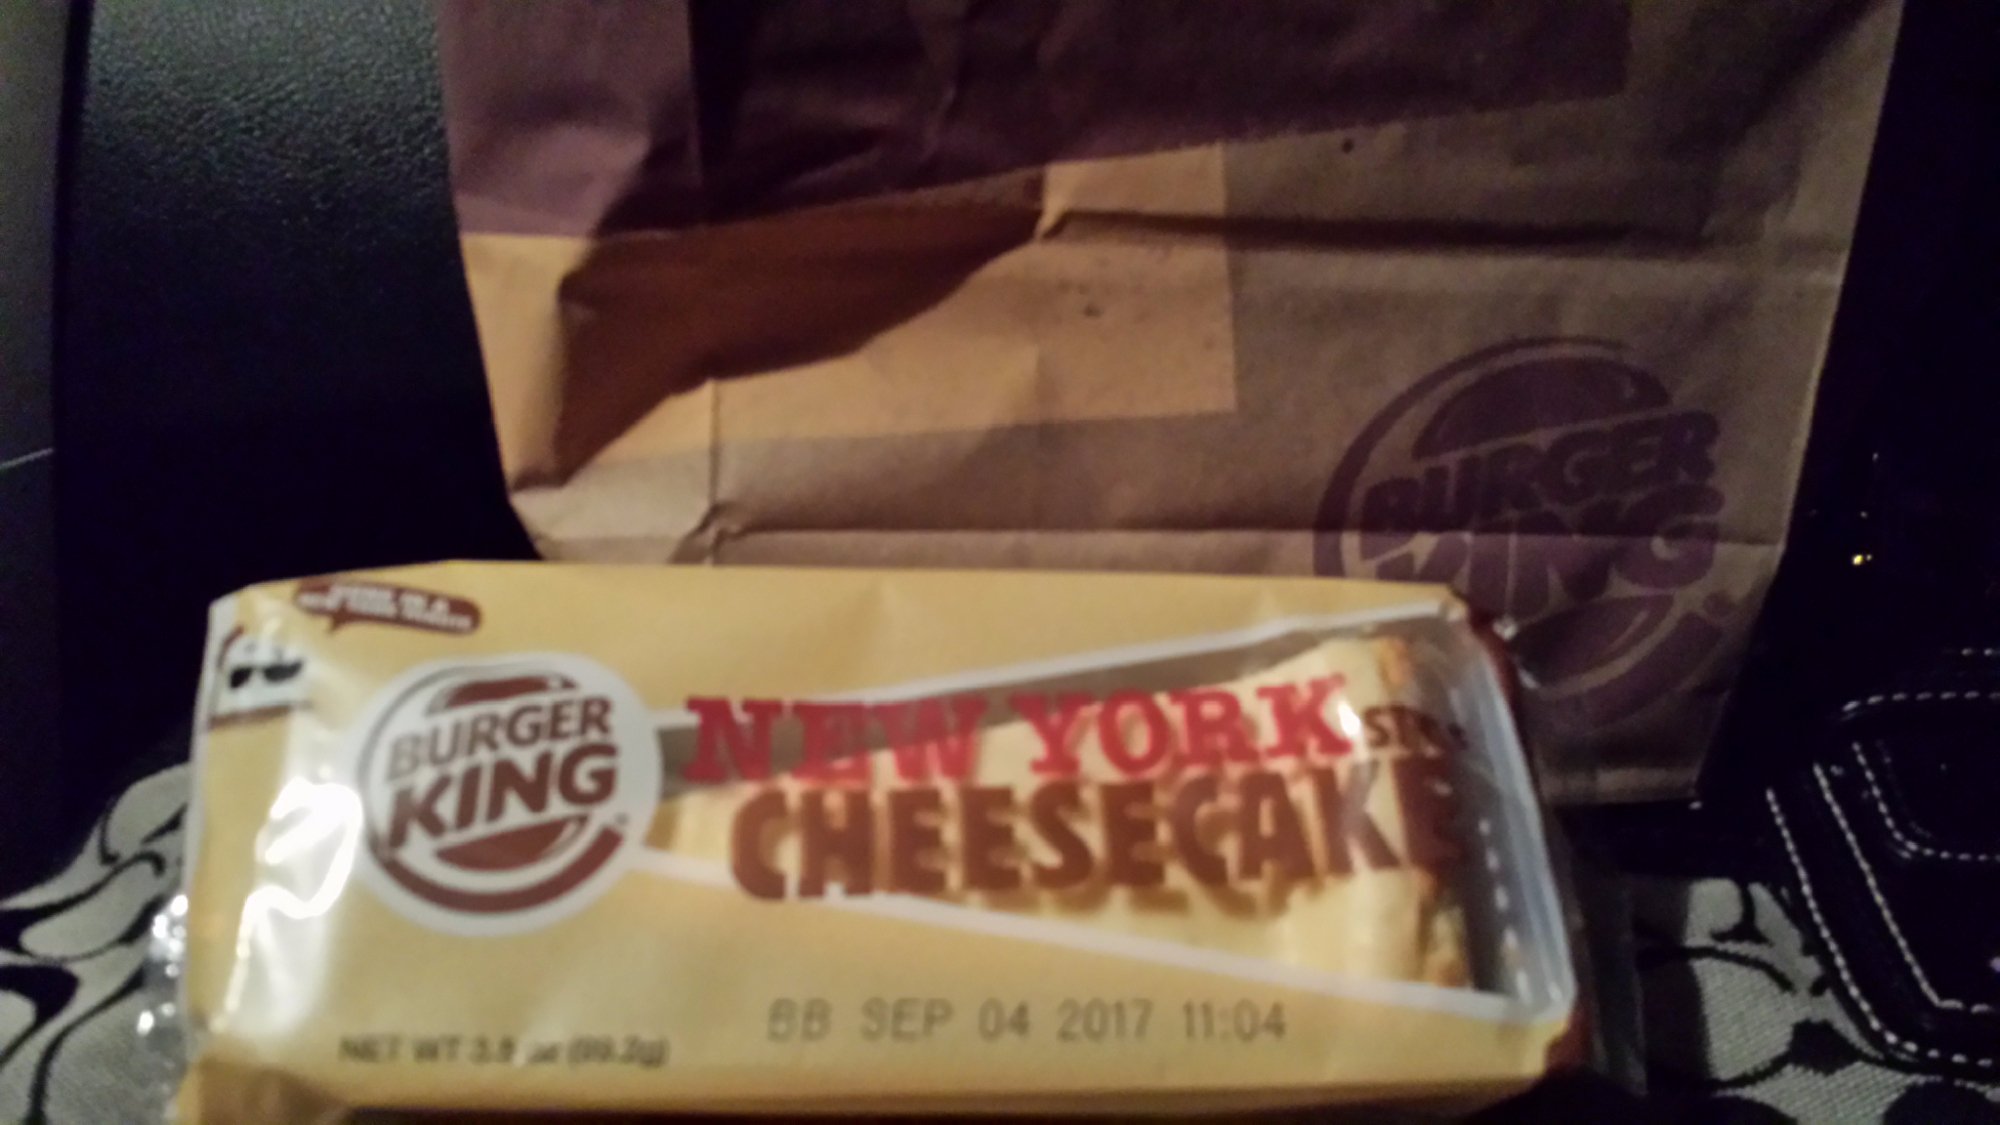 BURGER
KING
BURGER
KING
NEW YORK
CHEESECAKE
BB SEP 04 2017 11:04
NET WT